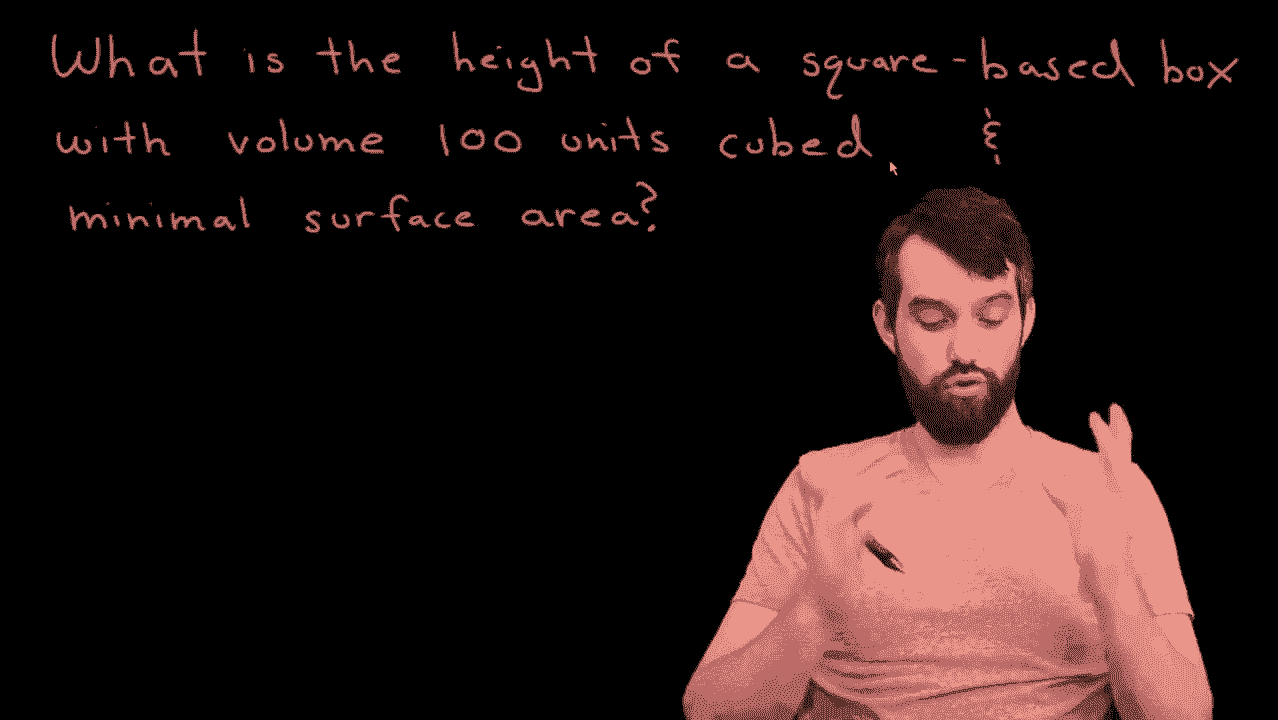 What is the height of a square-based box
with volume 100 units cubed &
minimal surface area?